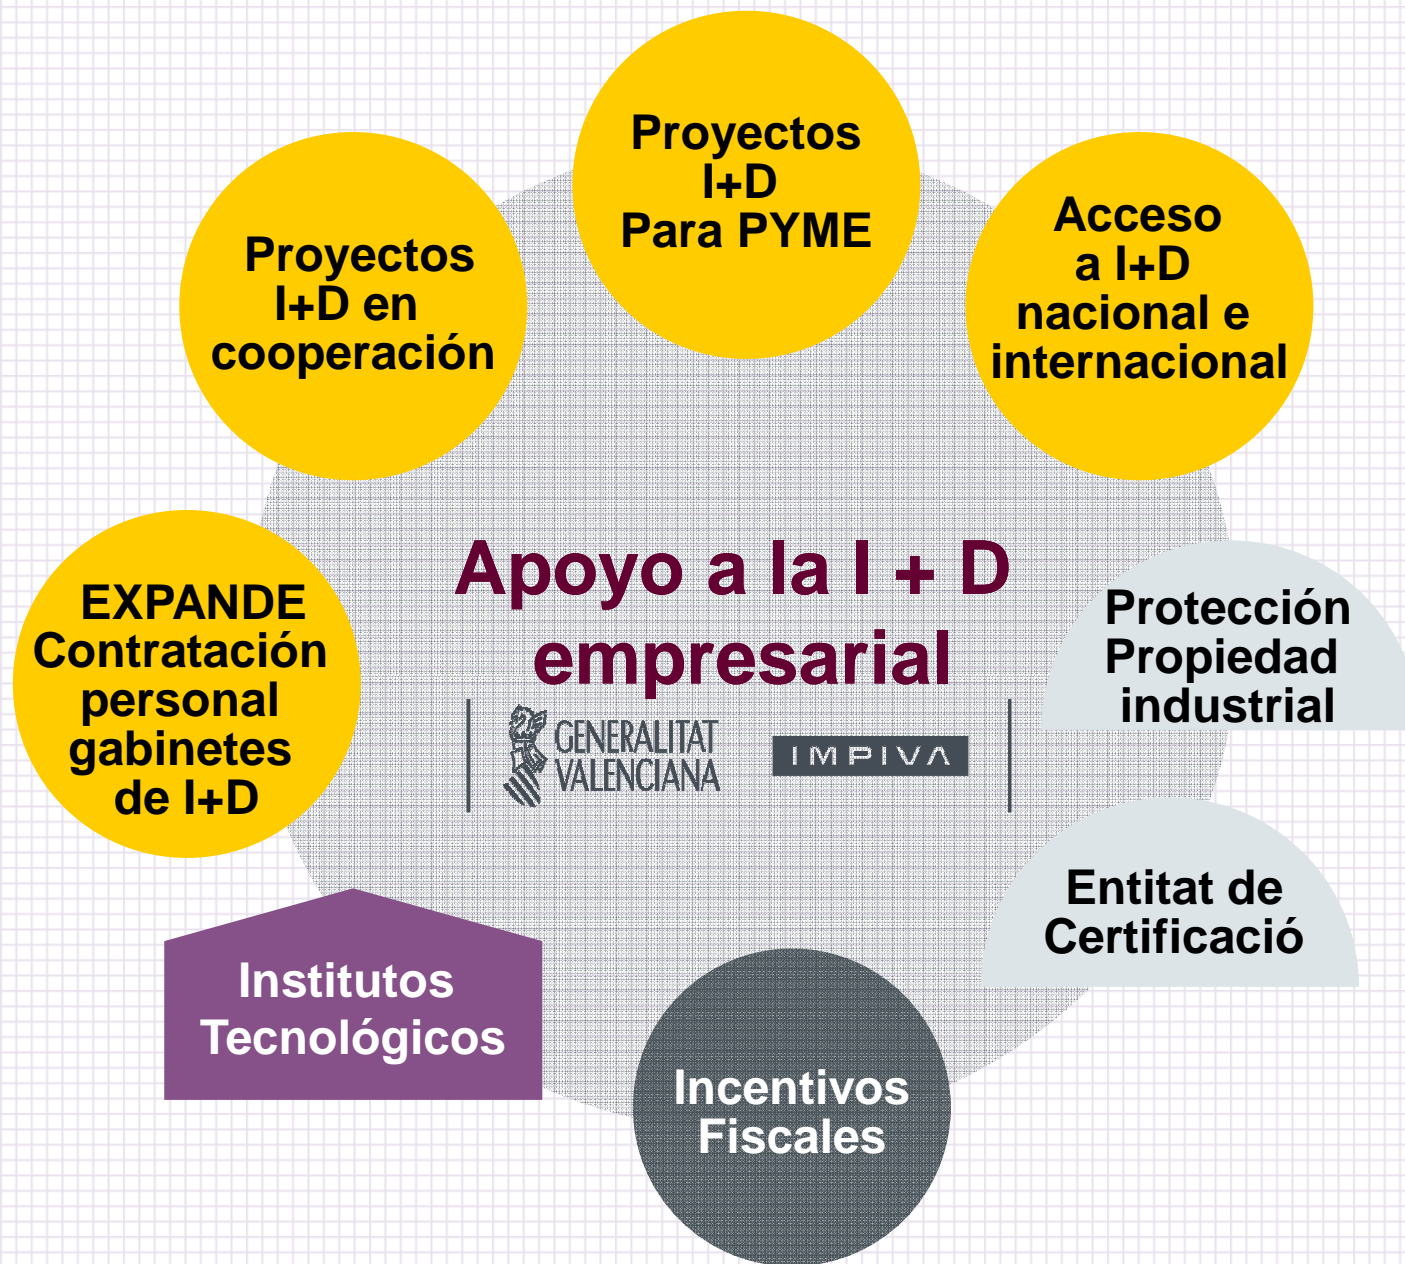 Proyectos
I+D
Para PYME
Proyectos
I+D en
cooperación
Acceso
a I+D
nacional e
internacional
EXPANDE
Contratación
personal
gabinetes
de I+D
Apoyo a la I + D
empresarial
GENERALITAT
VALENCIANA
IMPIVA
Protección
Propiedad
industrial
Entitat de
Certificació
Institutos
Tecnológicos
Incentivos
Fiscales